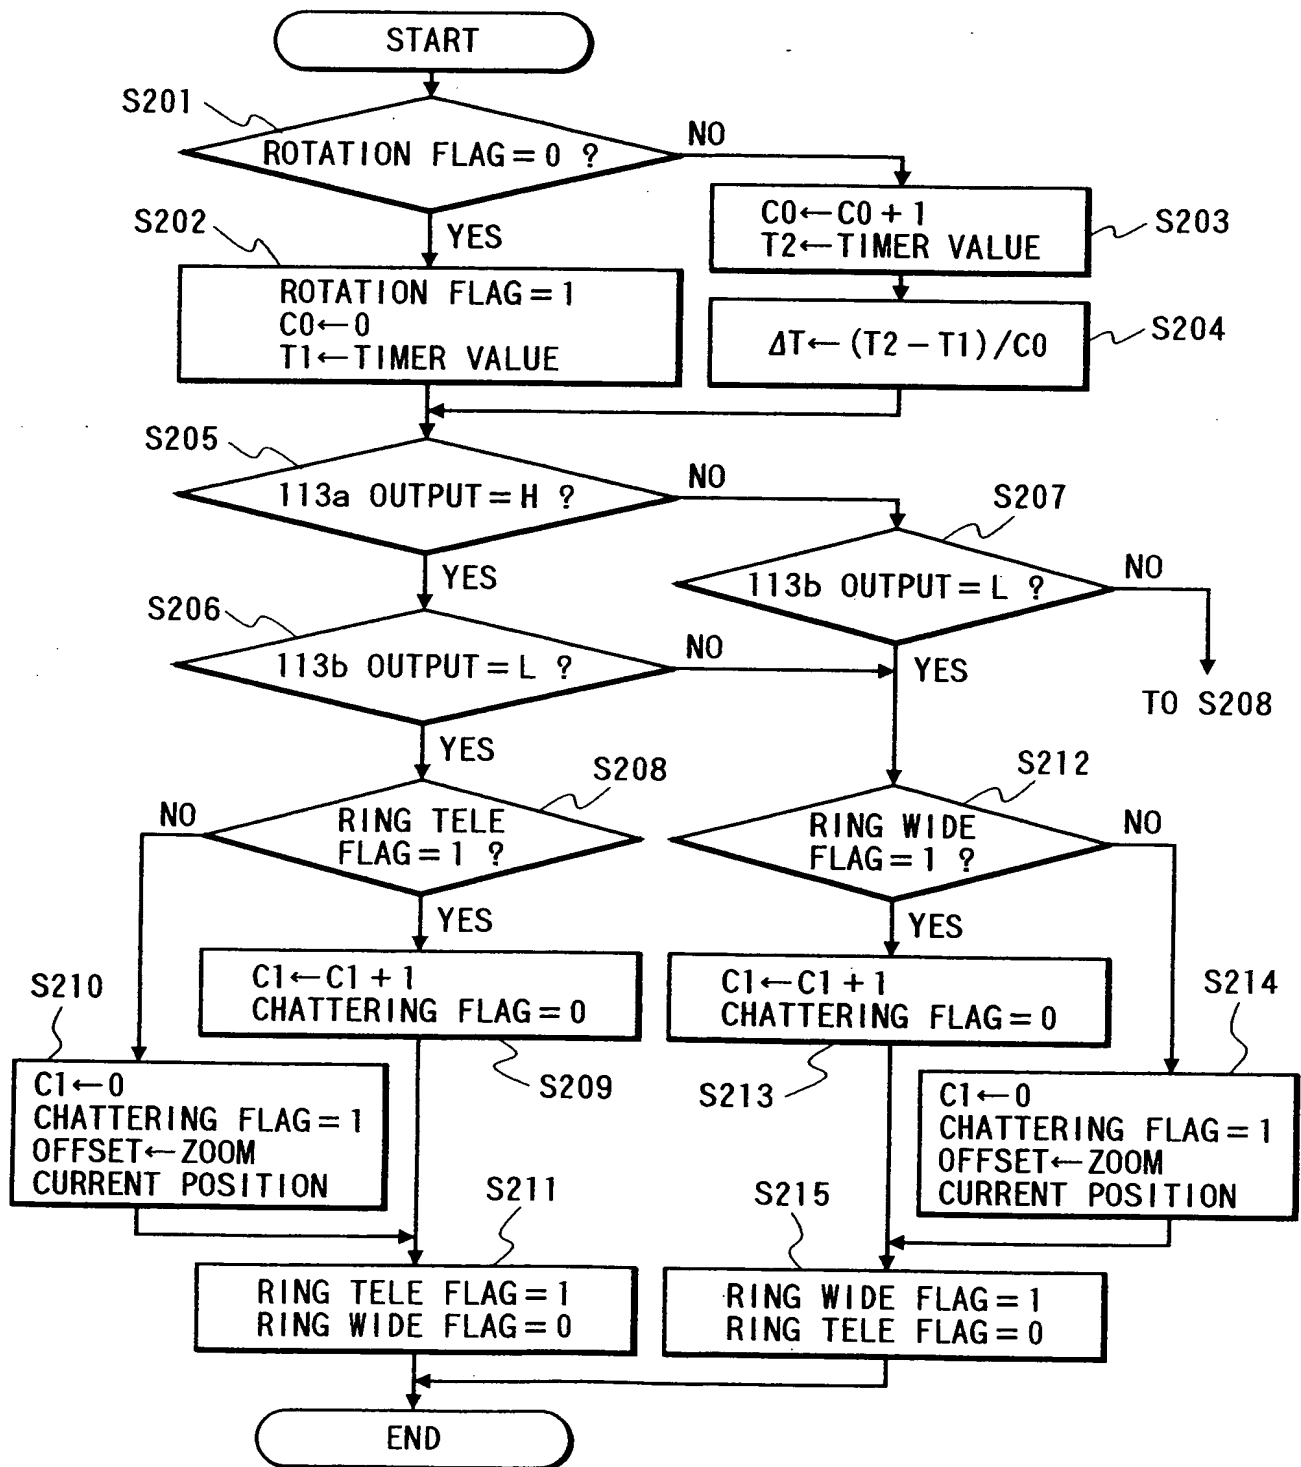 START
S201
ROTATION FLAG=0 ?
NO
YES
S202
ROTATION FLAG=1
C0←0
T1←TIMER VALUE
C0←C0+1
T2←TIMER VALUE
S203
ΔT←(T2-T1)/C0
S204
S205
113a OUTPUT=H ?
NO
YES
S207
113b OUTPUT=L ?
NO
YES
TO S208
S206
113b OUTPUT=L ?
NO
YES
S208
RING TELE
FLAG=1 ?
NO
YES
S212
RING WIDE
FLAG=1 ?
NO
YES
C1←C1+1
CHATTERING FLAG=0
S209
C1←C1+1
CHATTERING FLAG=0
S213
S210
C1←0
CHATTERING FLAG=1
OFFSET←ZOOM
CURRENT POSITION
S214
C1←0
CHATTERING FLAG=1
OFFSET←ZOOM
CURRENT POSITION
S211
RING TELE FLAG=1
RING WIDE FLAG=0
S215
RING WIDE FLAG=1
RING TELE FLAG=0
END